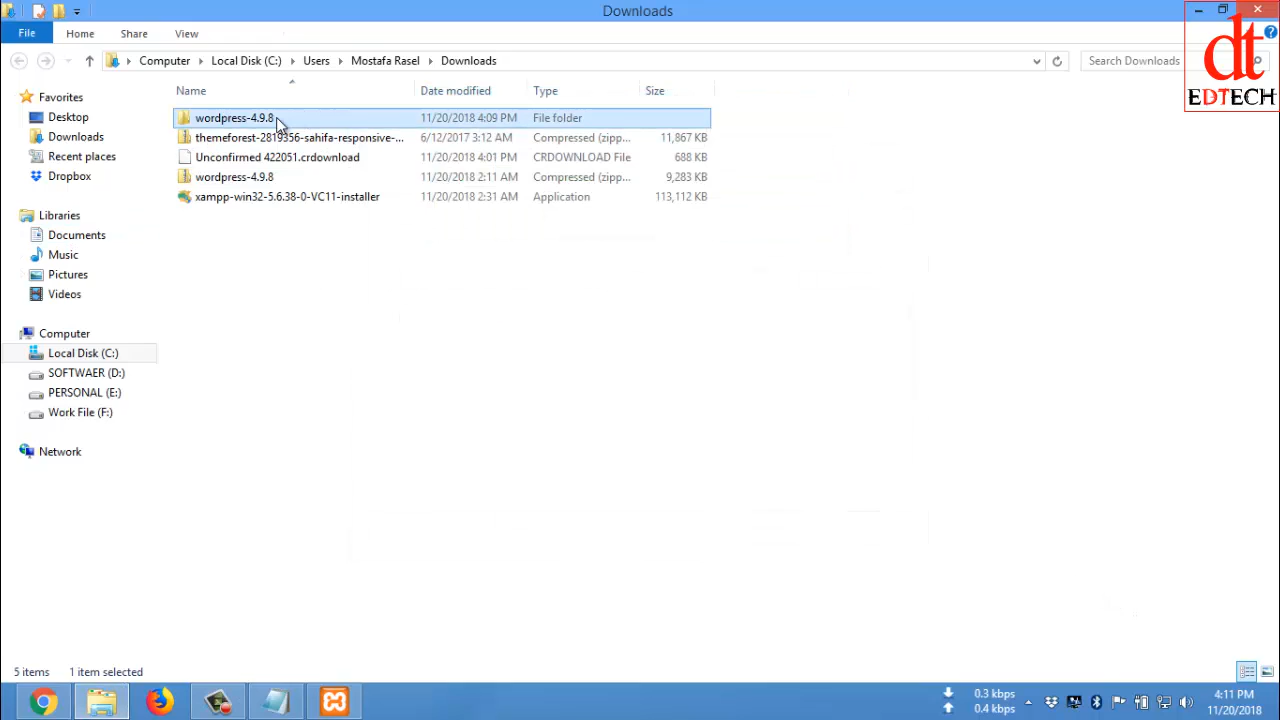 Downloads
File Home Share View
Computer Local Disk (C:) Users Mostafa Rasel Downloads Search Downloads
dt
EDTECH
Name Date modified Type Size
wordpress-4.9.8 11/20/2018 4:09 PM File folder
themeforest-2819356-sahifa-responsive-... 6/12/2017 3:12 AM Compressed (zipp... 11,867 KB
Unconfirmed 422051.crdownload 11/20/2018 4:01 PM CRDOWNLOAD File 688 KB
wordpress-4.9.8 11/20/2018 2:11 AM Compressed (zipp... 9,283 KB
xampp-win32-5.6.38-0-VC11-installer 11/20/2018 2:31 AM Application 113,112 KB
Favorites
Desktop
Downloads
Recent places
Dropbox
Libraries
Documents
Music
Pictures
Videos
Computer
Local Disk (C:)
SOFTWAER (D:)
PERSONAL (E:)
Work File (F:)
Network
5 items 1 item selected
0.3 kbps
0.4 kbps
4:11 PM
11/20/2018